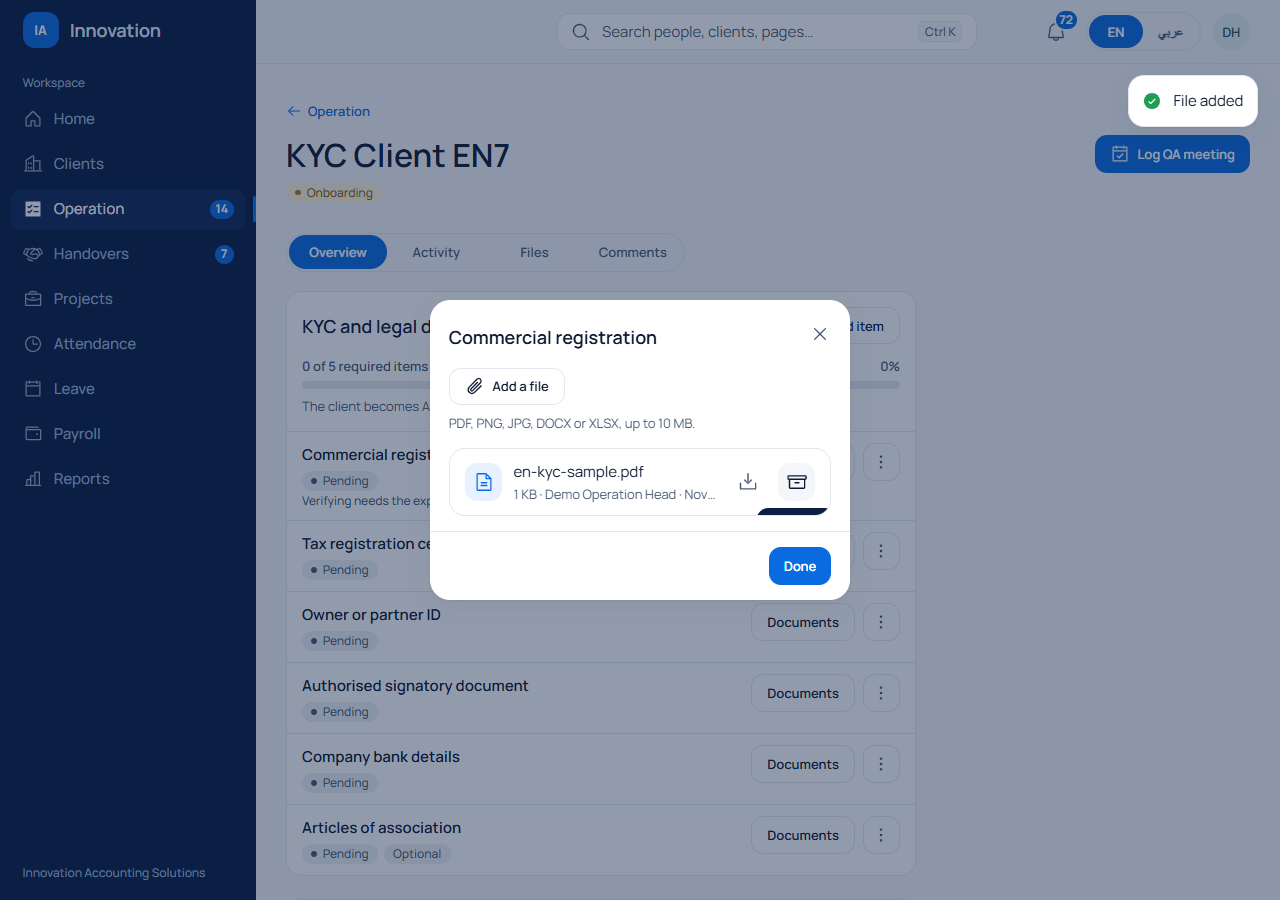 IA Innovation
Search people, clients, pages...
Ctrl K
72
EN
عربي
DH
Workspace
Home
Clients
Operation 14
Handovers 7
Projects
Attendance
Leave
Payroll
Reports
Innovation Accounting Solutions
File added
Operation
KYC Client EN7
Log QA meeting
Onboarding
Overview Activity Files Comments
KYC and legal
item
0 of 5 required items
0%
The client becomes
Commercial registration
Add a file
PDF, PNG, JPG, DOCX or XLSX, up to 10 MB.
en-kyc-sample.pdf
1 KB · Demo Operation Head · Nov...
Done
Commercial
Pending
Verifying needs the
Tax registration
Pending
Owner or partner ID
Pending
Documents
Authorised signatory document
Pending
Documents
Company bank details
Pending
Documents
Articles of association
Pending Optional
Documents